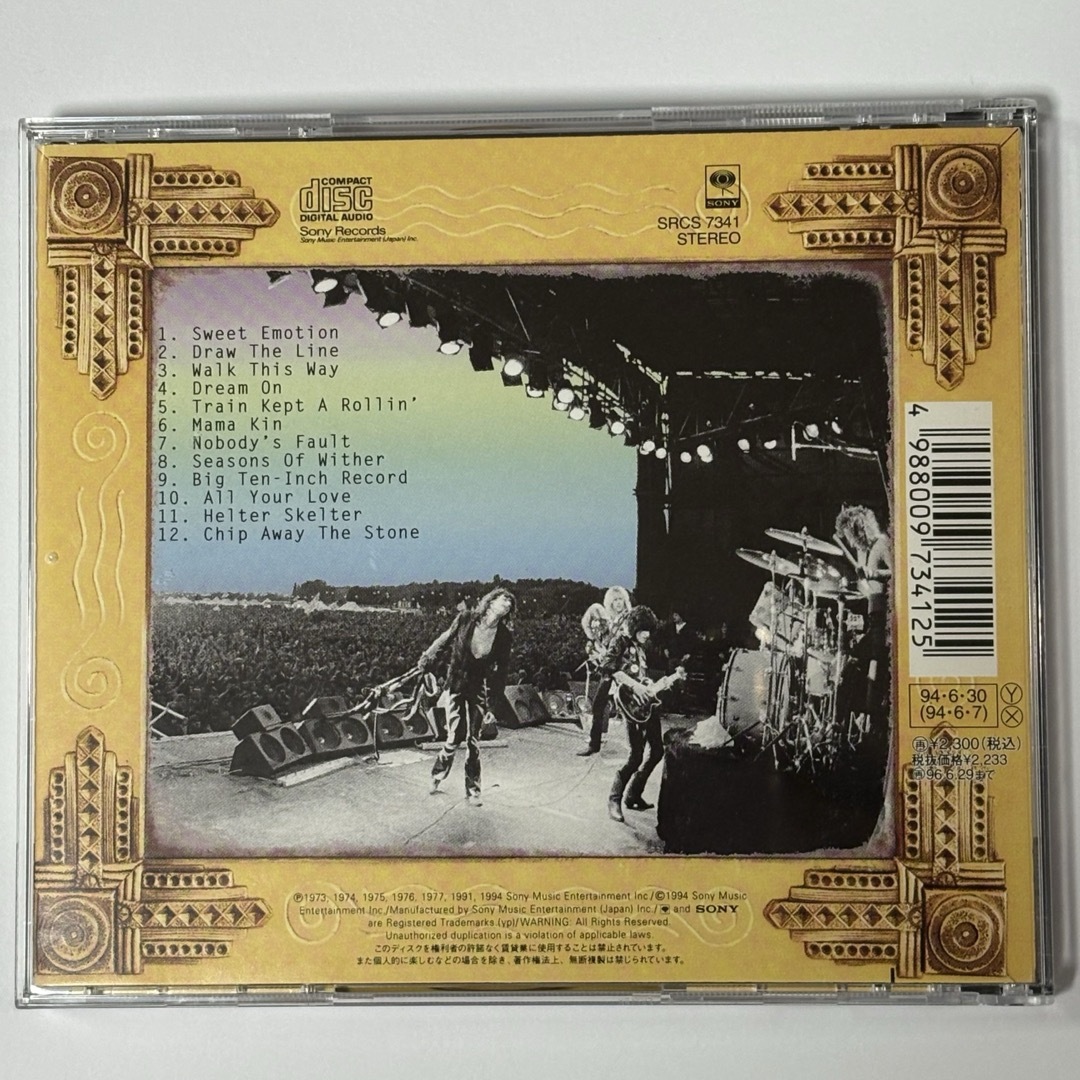 COMPACT
disc
DIGITAL AUDIO
Sony Records
Sony Music Entertainment (Japan) Inc.
SONY
SRCS 7341
STEREO
1. Sweet Emotion
2. Draw The Line
3. Walk This Way
4. Dream On
5. Train Kept A Rollin'
6. Mama Kin
7. Nobody's Fault
8. Seasons Of Wither
9. Big Ten-Inch Record
10. All Your Love
11. Helter Skelter
12. Chip Away The Stone
4 988009 734125
94・6・30 Ⓨ
(94・6・7) Ⓧ
㊢¥2,300(税込)
税抜価格¥2,233
96.6.29まで
℗1973, 1974, 1975, 1976, 1977, 1991, 1994 Sony Music Entertainment Inc./©1994 Sony Music
Entertainment Inc./Manufactured by Sony Music Entertainment (Japan) Inc./ and SONY
are Registered Trademarks (yp)/WARNING: All Rights Reserved.
Unauthorized duplication is a violation of applicable laws.
このディスクを権利者の許諾なく賃貸業に使用することは禁止されています。
また個人的に楽しむなどの場合を除き、著作権法上、無断複製は禁じられています。